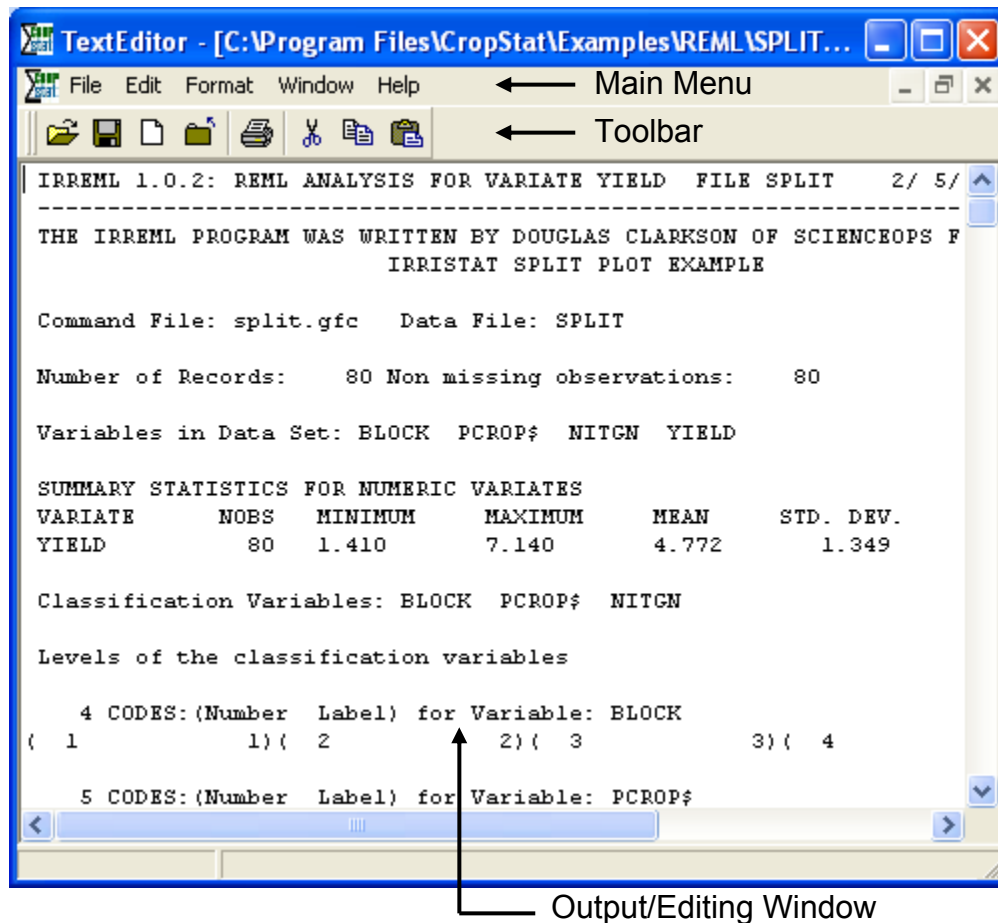 TextEditor - [C:\Program Files\CropStat\Examples\REML\SPLIT...
File Edit Format Window Help
Main Menu
Toolbar
IRREML 1.0.2: REML ANALYSIS FOR VARIATE YIELD FILE SPLIT 2/ 5/
--------------------------------------------------------------------
THE IRREML PROGRAM WAS WRITTEN BY DOUGLAS CLARKSON OF SCIENCEOPS F
IRRISTAT SPLIT PLOT EXAMPLE
Command File: split.gfc Data File: SPLIT
Number of Records: 80 Non missing observations: 80
Variables in Data Set: BLOCK PCROP$ NITGN YIELD
SUMMARY STATISTICS FOR NUMERIC VARIATES
VARIATE NOBS MINIMUM MAXIMUM MEAN STD. DEV.
YIELD 80 1.410 7.140 4.772 1.349
Classification Variables: BLOCK PCROP$ NITGN
Levels of the classification variables
4 CODES:(Number Label) for Variable: BLOCK
( 1 1)( 2 2)( 3 3)( 4
5 CODES:(Number Label) for Variable: PCROP$
Output/Editing Window